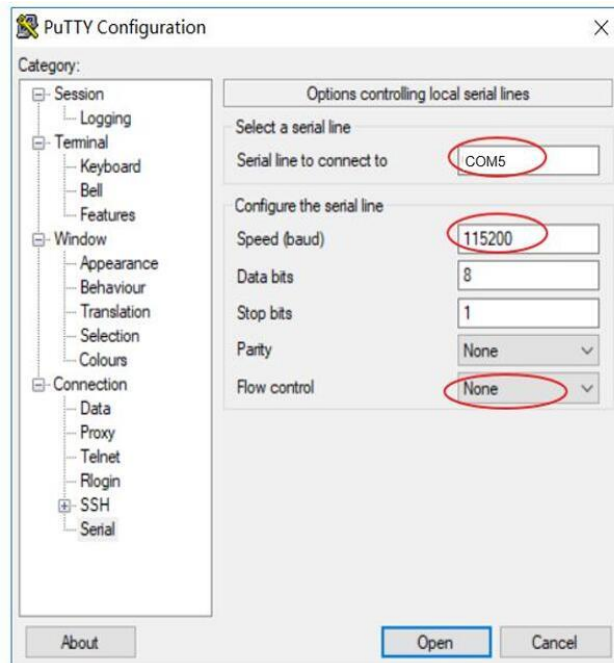 PuTTY Configuration
Category:
Session
Logging
Terminal
Keyboard
Bell
Features
Window
Appearance
Behaviour
Translation
Selection
Colours
Connection
Data
Proxy
Telnet
Rlogin
SSH
Serial
Options controlling local serial lines
Select a serial line
Serial line to connect to COM5
Configure the serial line
Speed (baud) 115200
Data bits 8
Stop bits 1
Parity None
Flow control None
About Open Cancel